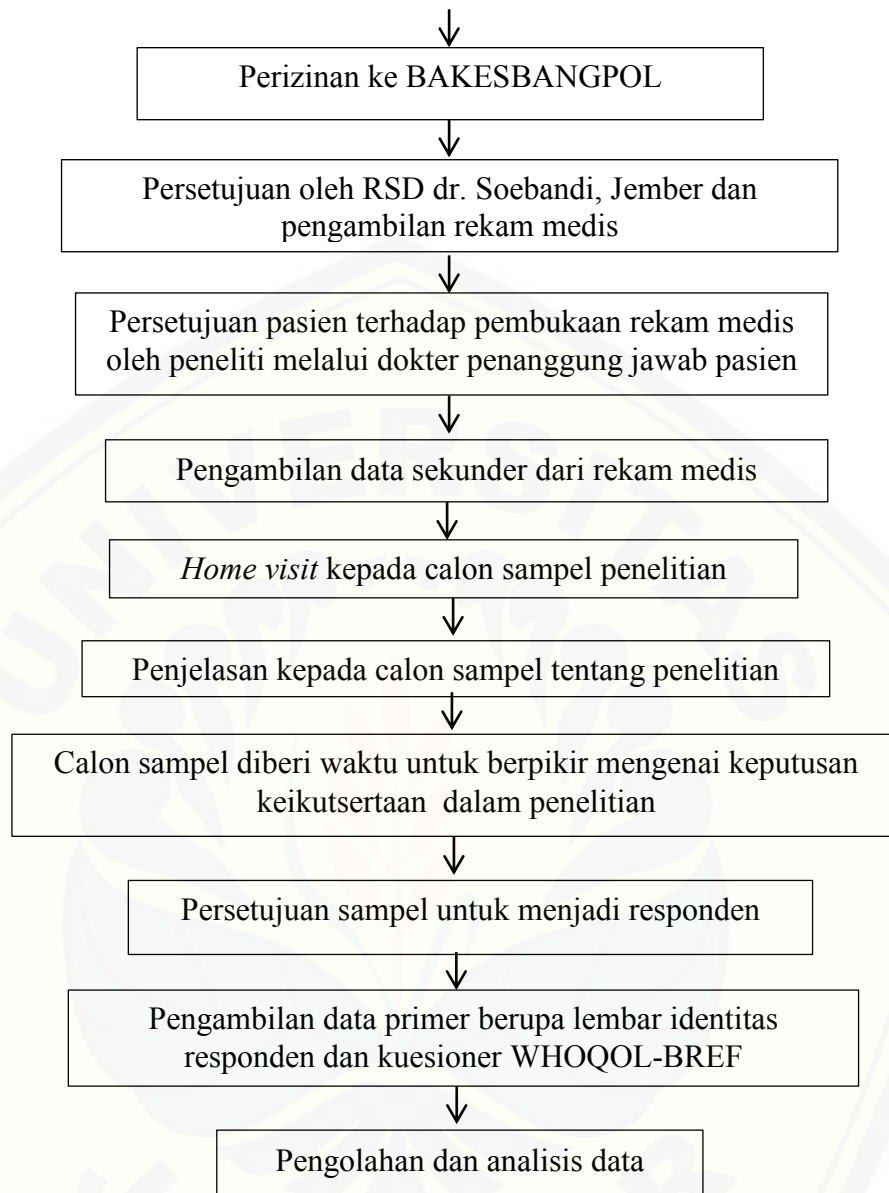 Perizinan ke BAKESBANGPOL
Persetujuan oleh RSD dr. Soebandi, Jember dan
pengambilan rekam medis
Persetujuan pasien terhadap pembukaan rekam medis
oleh peneliti melalui dokter penanggung jawab pasien
Pengambilan data sekunder dari rekam medis
Home visit kepada calon sampel penelitian
Penjelasan kepada calon sampel tentang penelitian
Calon sampel diberi waktu untuk berpikir mengenai keputusan
keikutsertaan dalam penelitian
Persetujuan sampel untuk menjadi responden
Pengambilan data primer berupa lembar identitas
responden dan kuesioner WHOQOL-BREF
Pengolahan dan analisis data
UNIVERSITAS